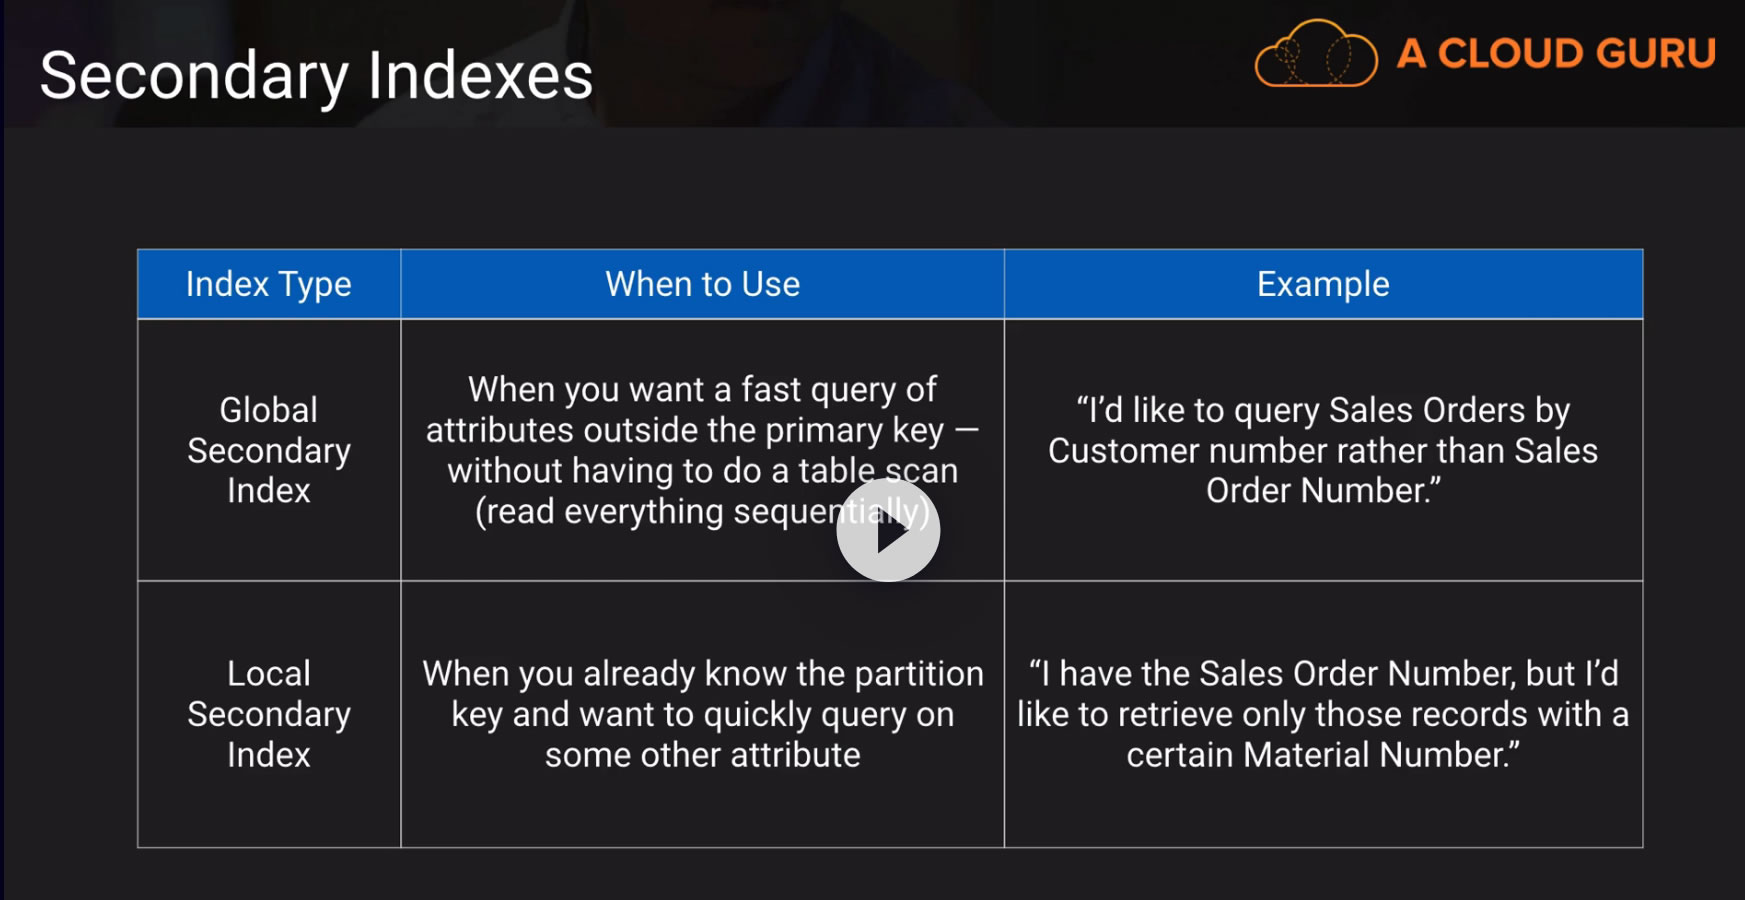 Secondary Indexes
A CLOUD GURU
Index Type
When to Use
Example
Global
Secondary
Index
When you want a fast query of
attributes outside the primary key —
without having to do a table scan
(read everything sequentially)
“I’d like to query Sales Orders by
Customer number rather than Sales
Order Number.”
Local
Secondary
Index
When you already know the partition
key and want to quickly query on
some other attribute
“I have the Sales Order Number, but I’d
like to retrieve only those records with a
certain Material Number.”